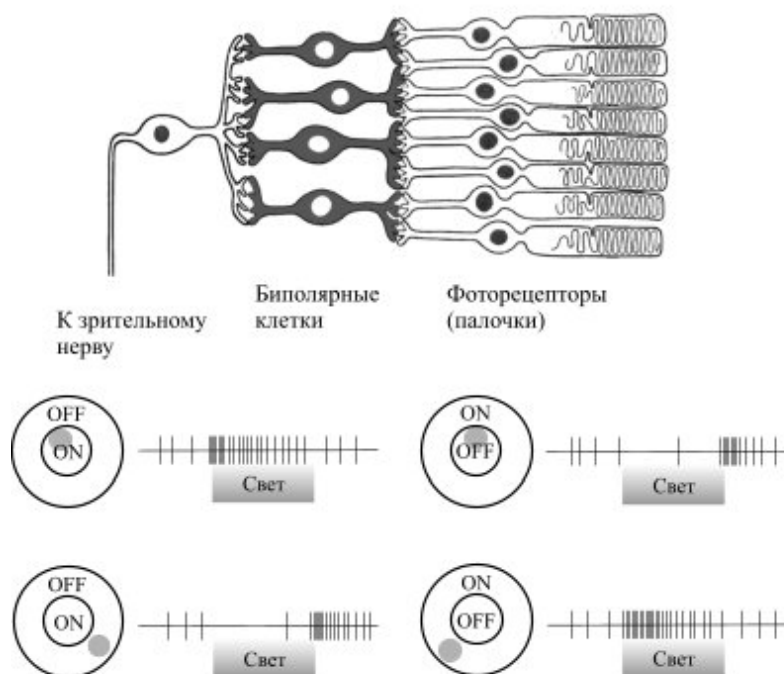 Биполярные
клетки
Фоторецепторы
(палочки)
К зрительному
нерву
OFF
ON
Свет
ON
OFF
Свет
OFF
ON
Свет
ON
OFF
Свет